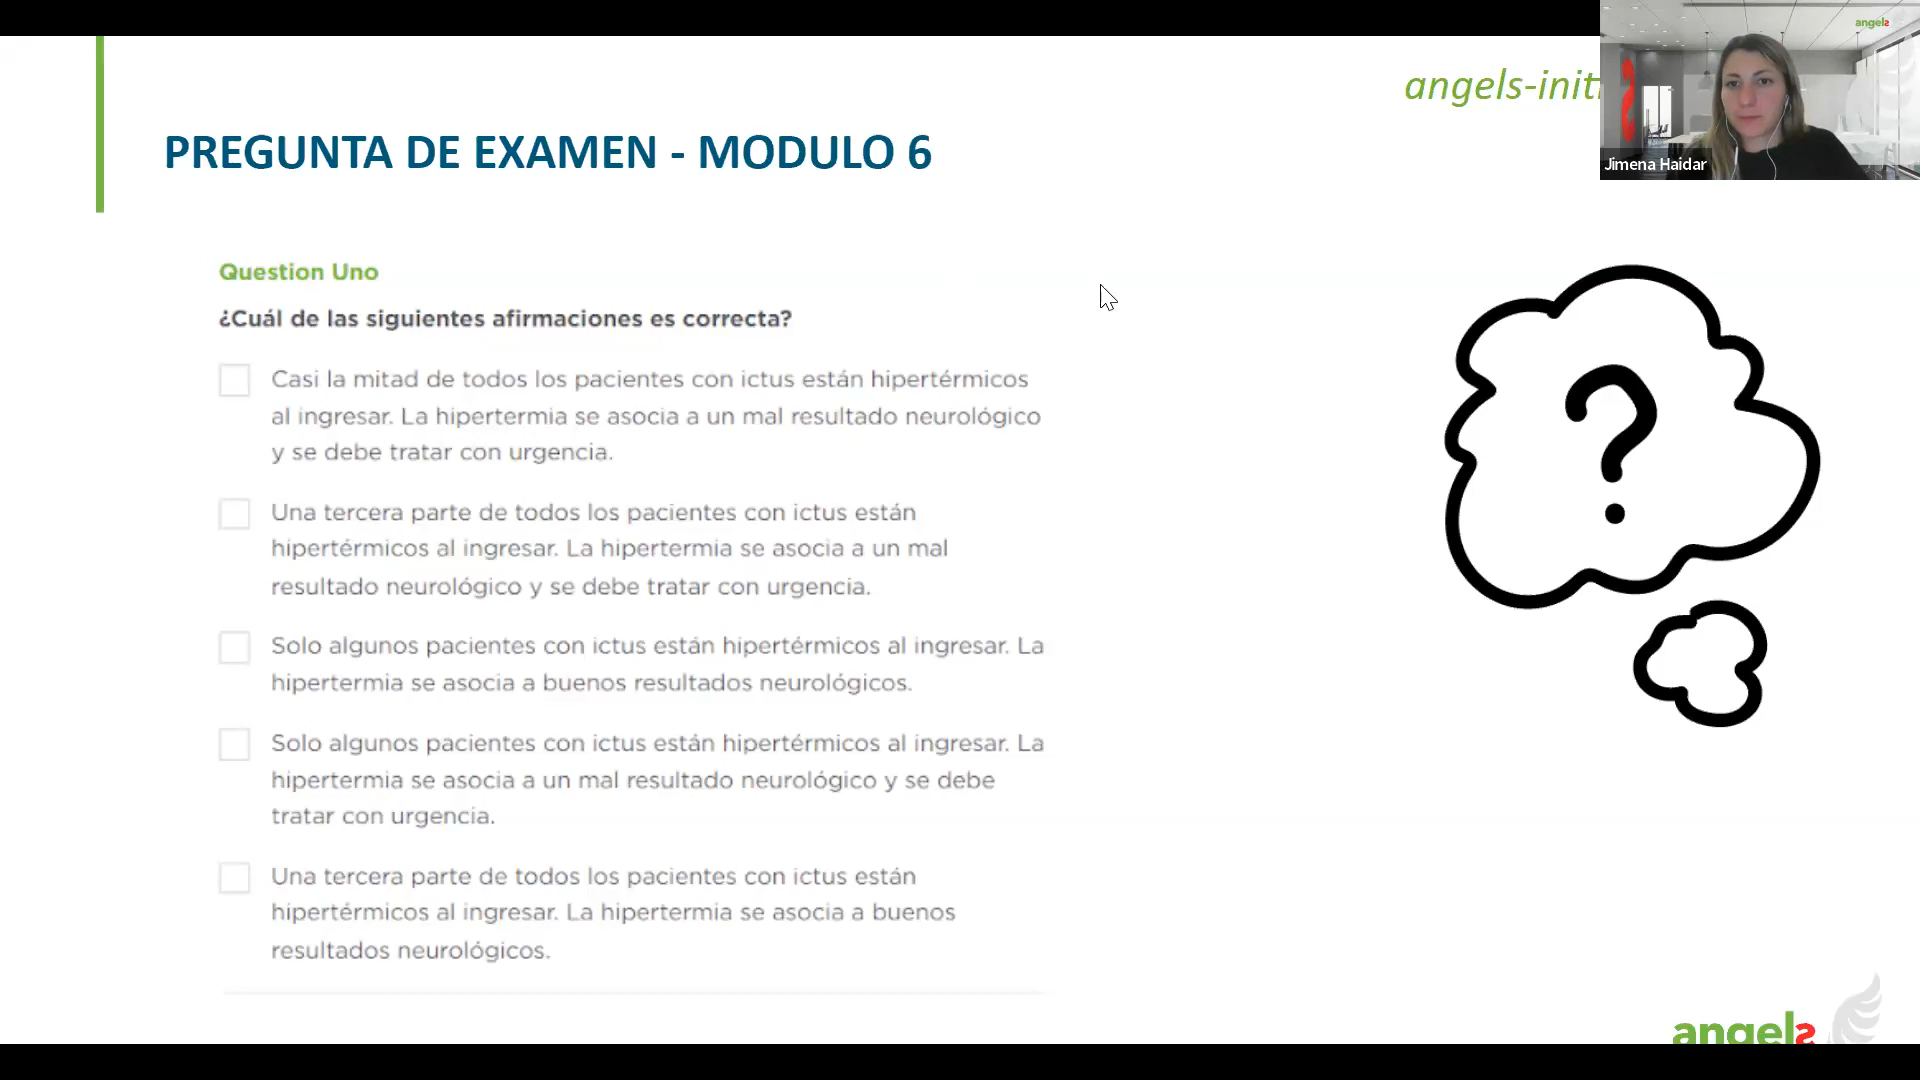 angels
angels-init
Jimena Haidar
PREGUNTA DE EXAMEN - MODULO 6
Question Uno
¿Cuál de las siguientes afirmaciones es correcta?
Casi la mitad de todos los pacientes con ictus están hipertérmicos
al ingresar. La hipertermia se asocia a un mal resultado neurológico
y se debe tratar con urgencia.
Una tercera parte de todos los pacientes con ictus están
hipertérmicos al ingresar. La hipertermia se asocia a un mal
resultado neurológico y se debe tratar con urgencia.
Solo algunos pacientes con ictus están hipertérmicos al ingresar. La
hipertermia se asocia a buenos resultados neurológicos.
Solo algunos pacientes con ictus están hipertérmicos al ingresar. La
hipertermia se asocia a un mal resultado neurológico y se debe
tratar con urgencia.
Una tercera parte de todos los pacientes con ictus están
hipertérmicos al ingresar. La hipertermia se asocia a buenos
resultados neurológicos.
?
angels